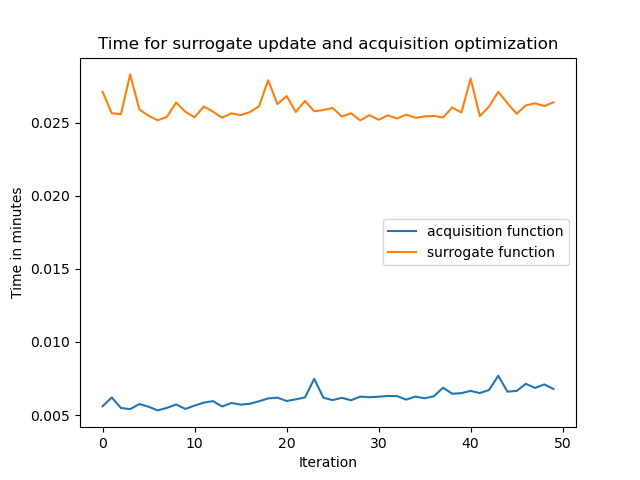 Time for surrogate update and acquisition optimization
Time in minutes
0.025
0.020
0.015
0.010
0.005
acquisition function
surrogate function
0 10 20 30 40 50
Iteration